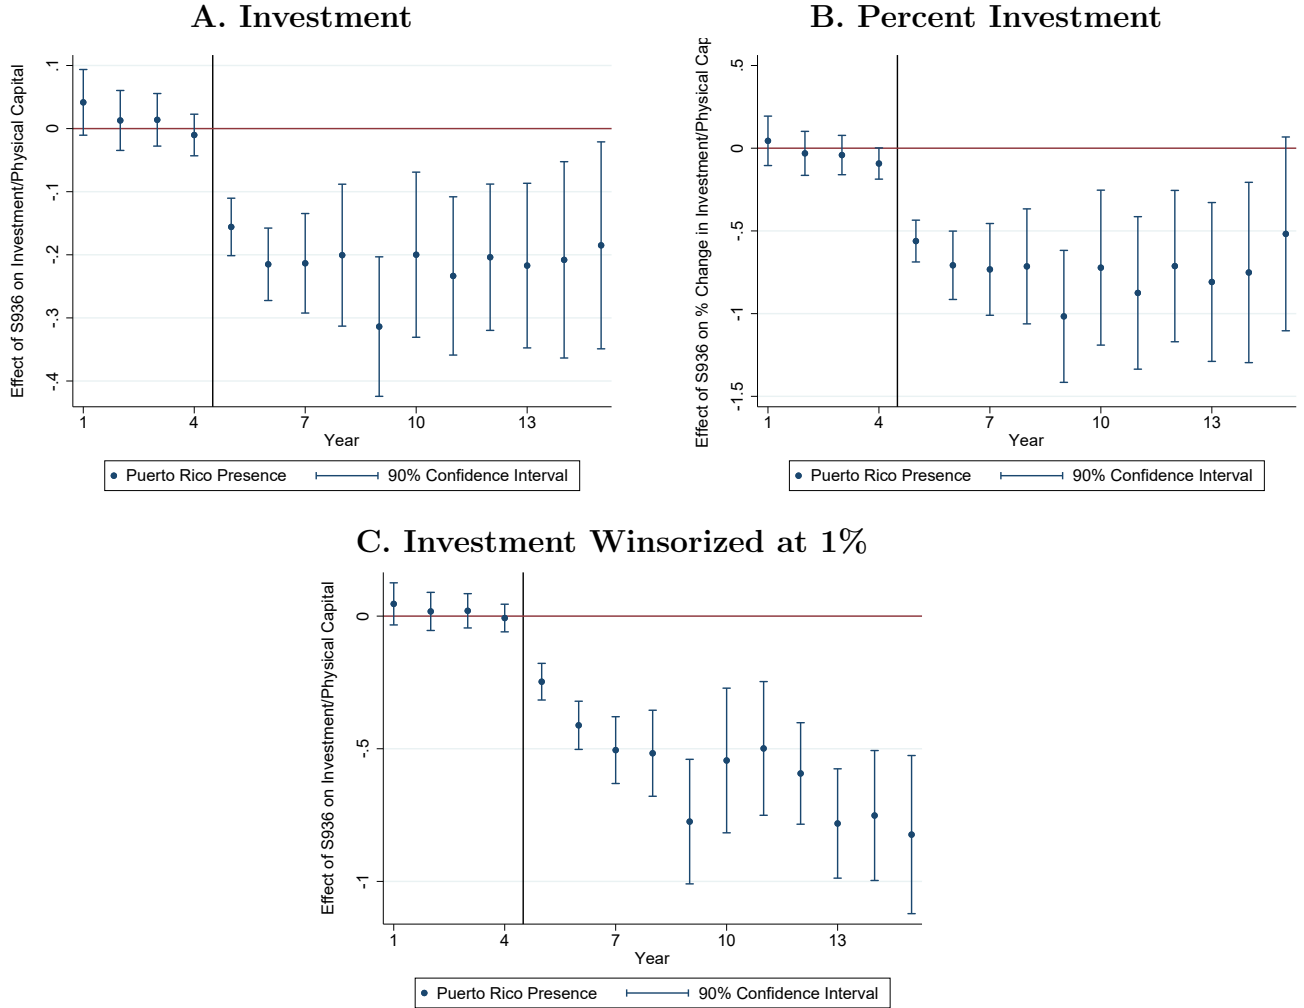 A. Investment
Effect of S936 on Investment/Physical Capital
.1
0
-.1
-.2
-.3
-.4
1 4 7 10 13
Year
Puerto Rico Presence 90% Confidence Interval
B. Percent Investment
Effect of S936 on % Change in Investment/Physical Cap
.5
0
-.5
-1
-1.5
1 4 7 10 13
Year
Puerto Rico Presence 90% Confidence Interval
C. Investment Winsorized at 1%
Effect of S936 on Investment/Physical Capital
0
-.5
-1
1 4 7 10 13
Year
Puerto Rico Presence 90% Confidence Interval